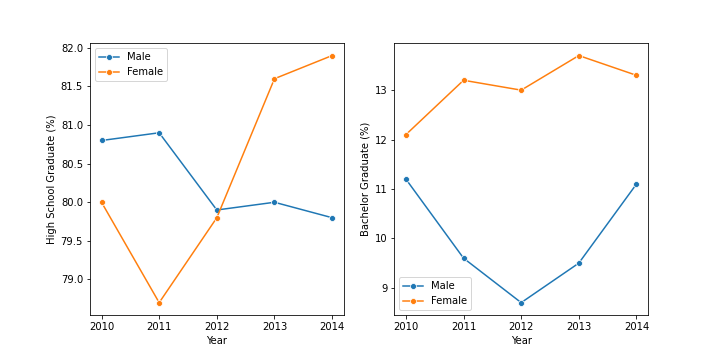 Male
Female
High School Graduate (%)
82.0
81.5
81.0
80.5
80.0
79.5
79.0
2010 2011 2012 2013 2014
Year
Bachelor Graduate (%)
13
12
11
10
9
Male
Female
2010 2011 2012 2013 2014
Year